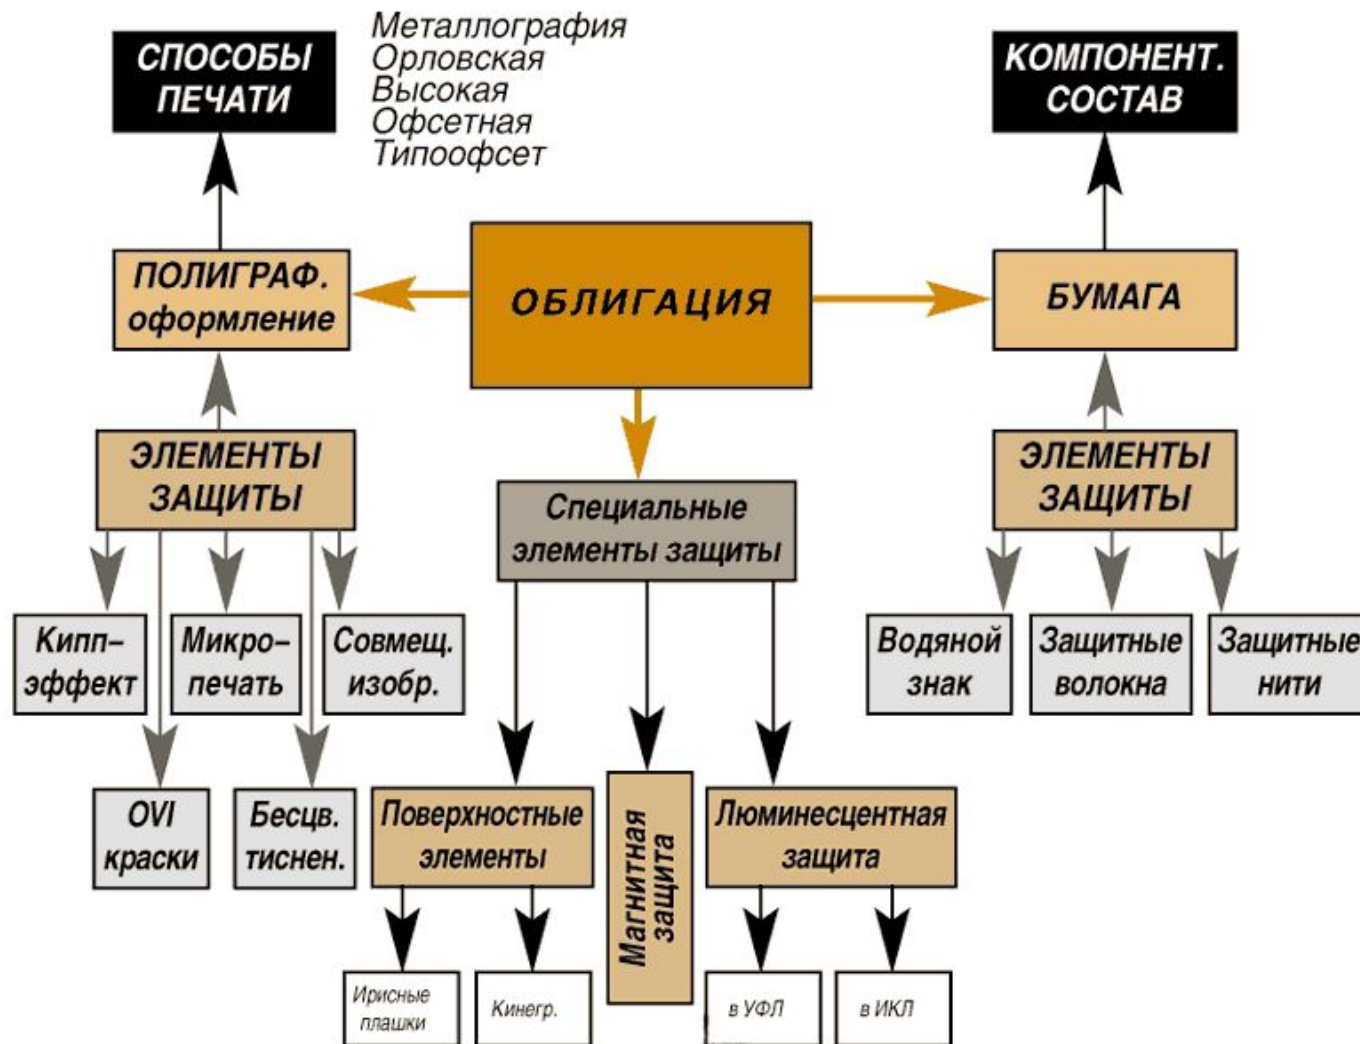 СПОСОБЫ
ПЕЧАТИ
Металлография
Орловская
Высокая
Офсетная
Типоофсет
КОМПОНЕНТ.
СОСТАВ
ПОЛИГРАФ.
оформление
ОБЛИГАЦИЯ
БУМАГА
ЭЛЕМЕНТЫ
ЗАЩИТЫ
Специальные
элементы защиты
ЭЛЕМЕНТЫ
ЗАЩИТЫ
Кипп–
эффект
Микро–
печать
Совмещ.
изобр.
Водяной
знак
Защитные
волокна
Защитные
нити
OVI
краски
Бесцв.
тиснен.
Поверхностные
элементы
Магнитная
защита
Люминесцентная
защита
Ирисные
плашки
Кинегр.
в УФЛ
в ИКЛ